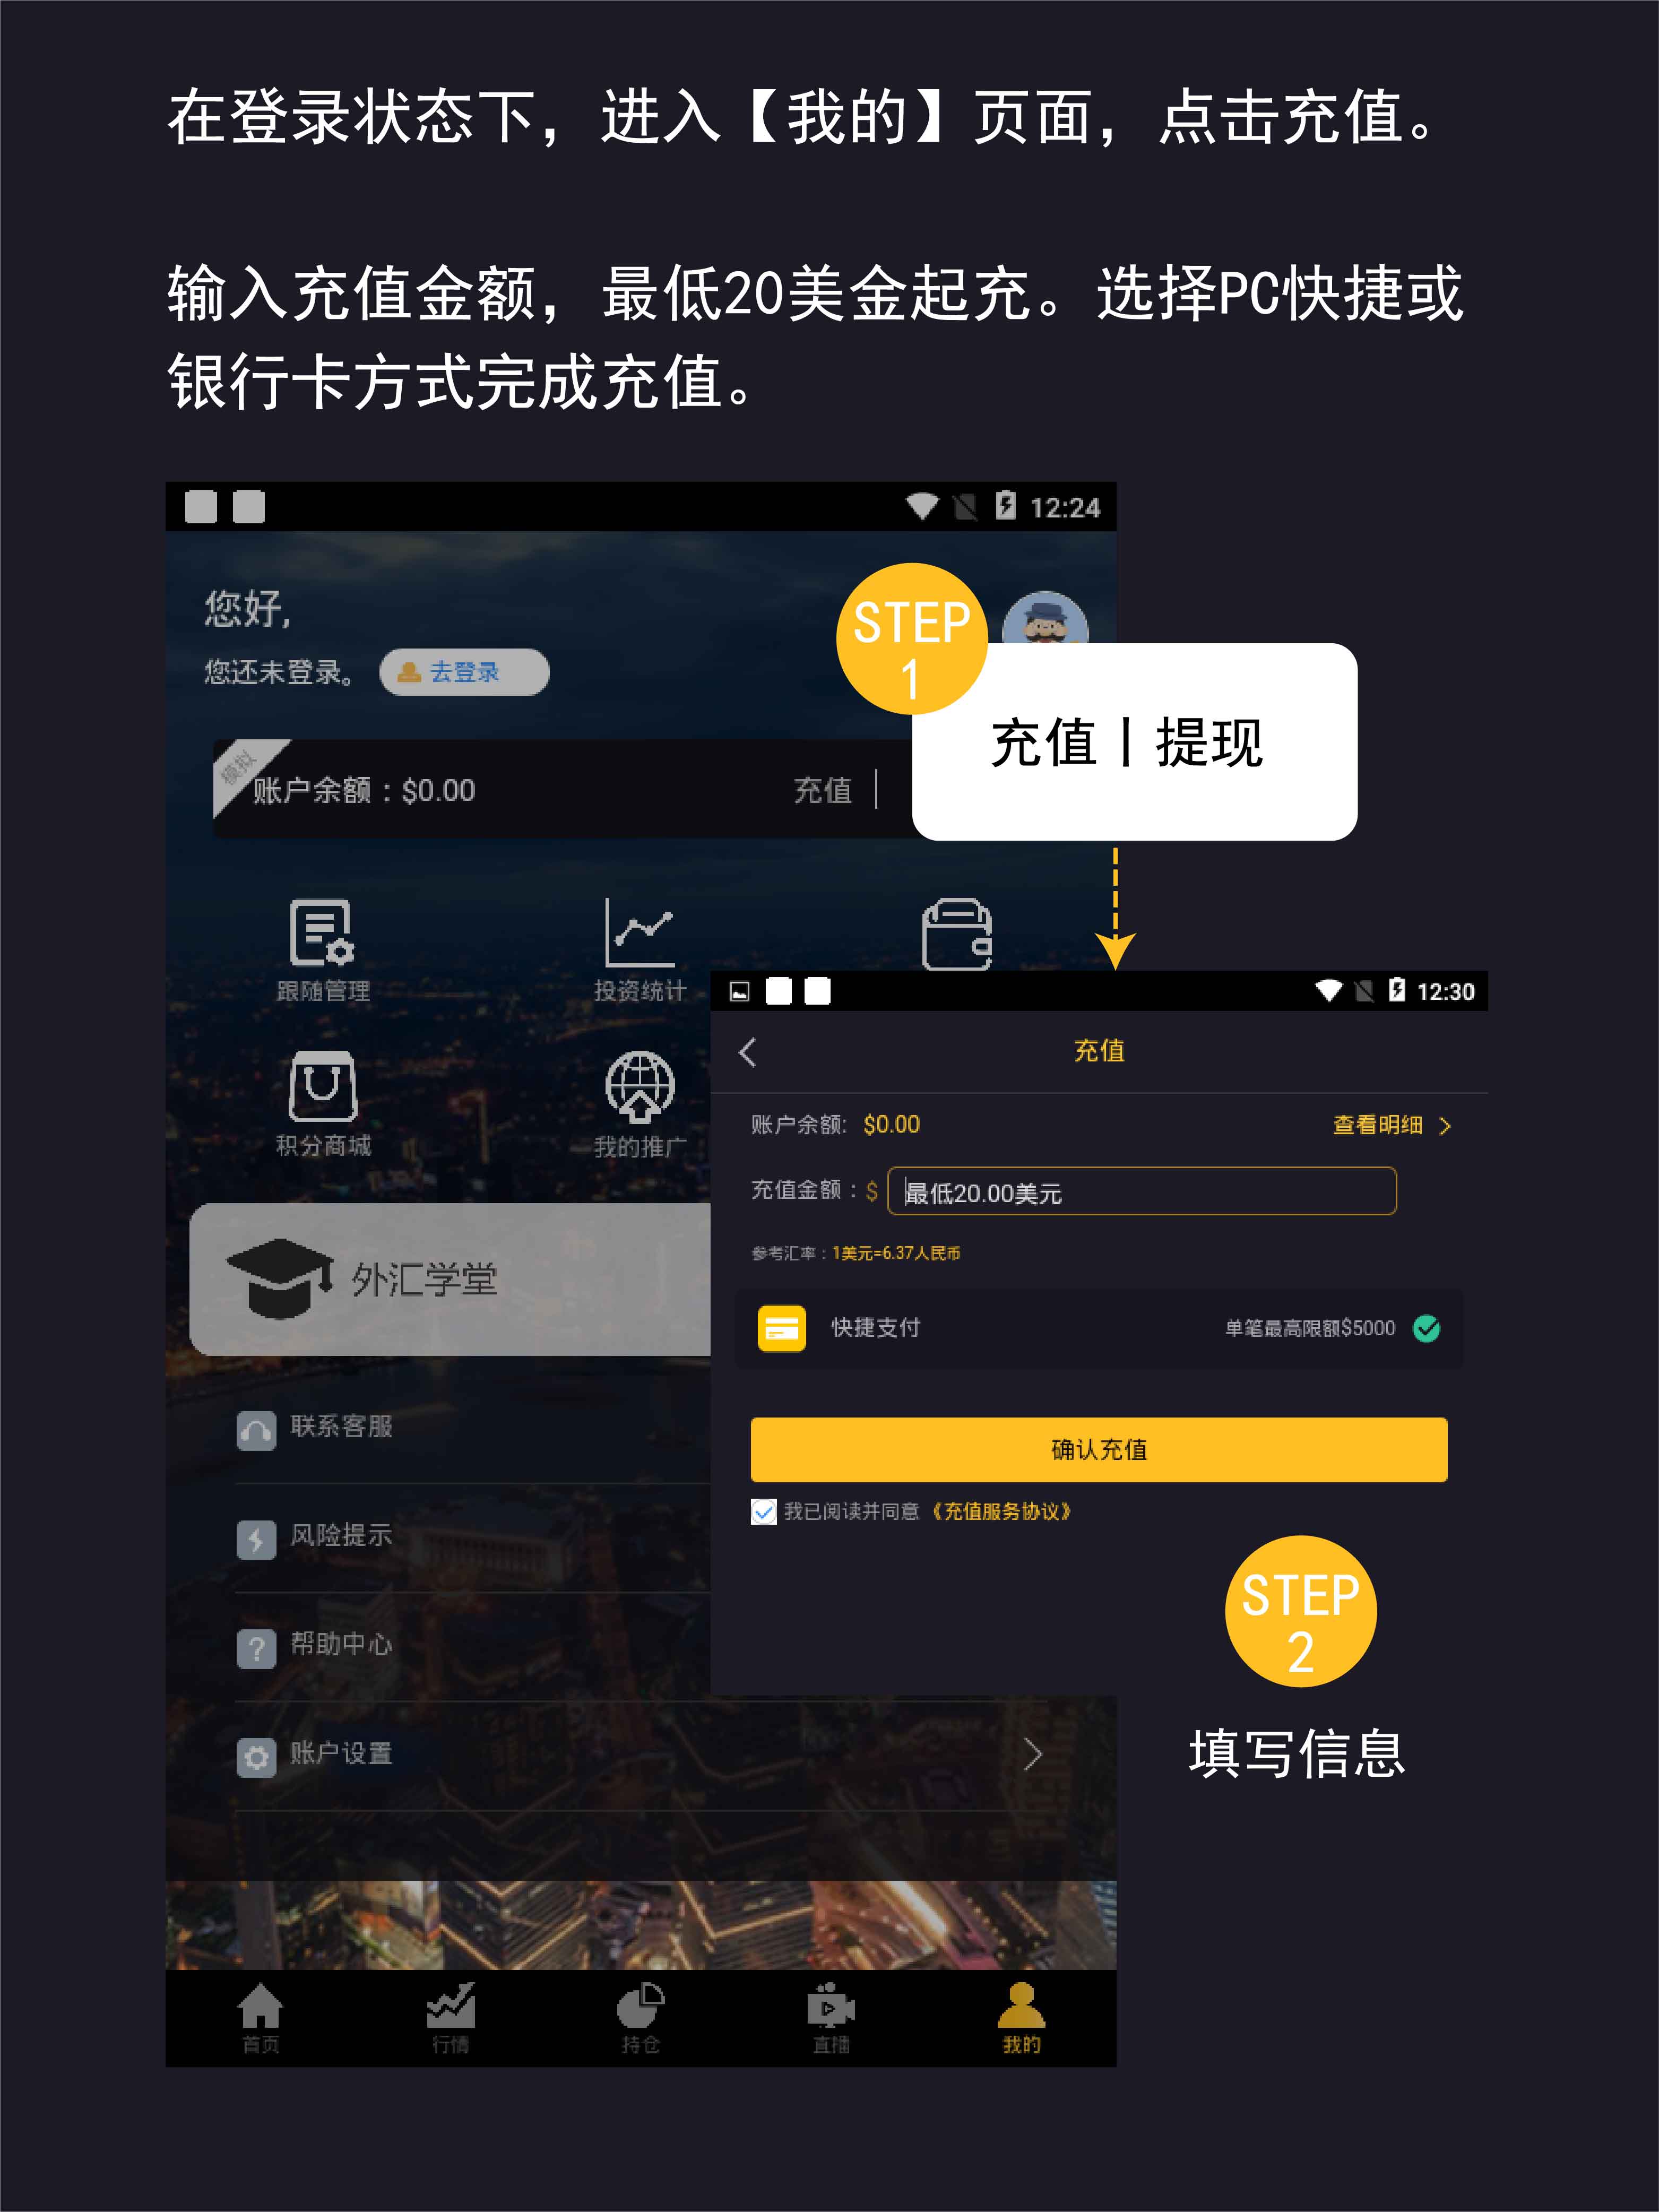 在登录状态下，进入【我的】页面，点击充值。
输入充值金额，最低20美金起充。选择PC快捷或
银行卡方式完成充值。
12:24
您好,
您还未登录。 去登录
STEP
1
充值丨提现
模拟
账户余额：$0.00 充值
跟随管理 投资统计
12:30
充值
积分商城 我的推广
账户余额: $0.00 查看明细
充值金额：$ 最低20.00美元
参考汇率：1美元=6.37人民币
外汇学堂
快捷支付 单笔最高限额$5000
联系客服
确认充值
我已阅读并同意《充值服务协议》
风险提示
STEP
2
帮助中心
填写信息
账户设置
首页 行情 持仓 直播 我的